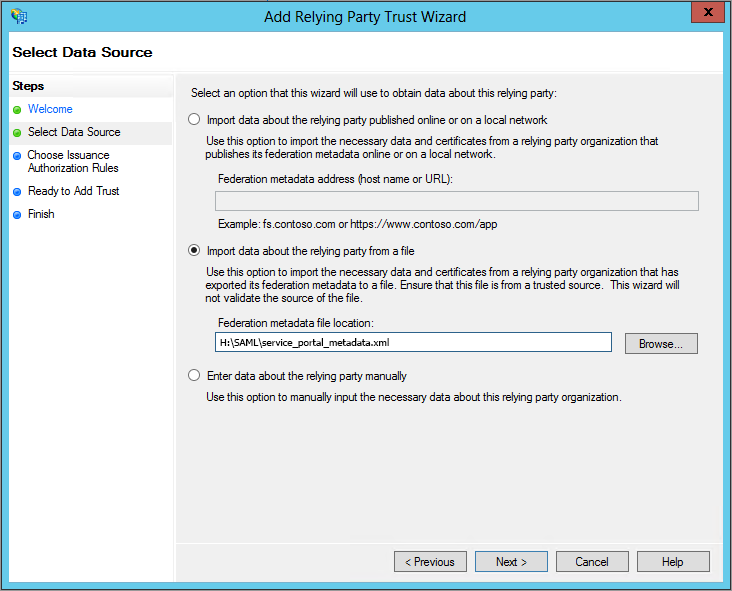 Add Relying Party Trust Wizard
X
Select Data Source
Steps
Welcome
Select Data Source
Choose Issuance
Authorization Rules
Ready to Add Trust
Finish
Select an option that this wizard will use to obtain data about this relying party:
Import data about the relying party published online or on a local network
Use this option to import the necessary data and certificates from a relying party organization that
publishes its federation metadata online or on a local network.
Federation metadata address (host name or URL):
Example: fs.contoso.com or https://www.contoso.com/app
Import data about the relying party from a file
Use this option to import the necessary data and certificates from a relying party organization that has
exported its federation metadata to a file. Ensure that this file is from a trusted source.  This wizard will
not validate the source of the file.
Federation metadata file location:
H:\SAML\service_portal_metadata.xml
Browse...
Enter data about the relying party manually
Use this option to manually input the necessary data about this relying party organization.
< Previous
Next >
Cancel
Help